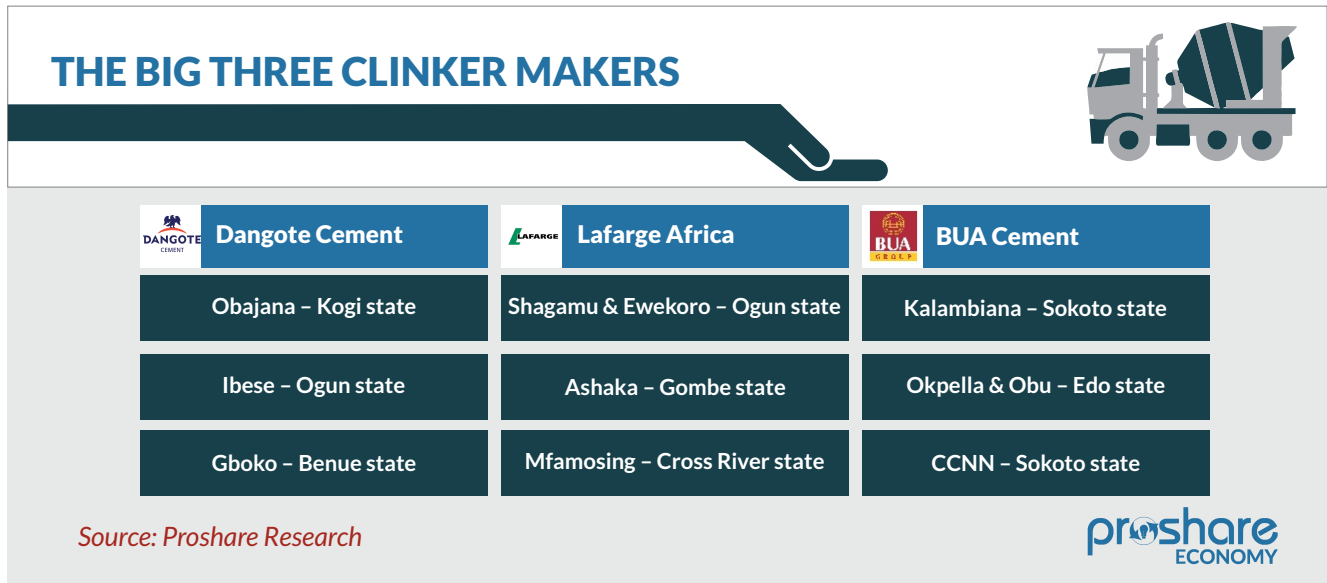 THE BIG THREE CLINKER MAKERS
DANGOTE
CEMENT
Dangote Cement
LAFARGE
Lafarge Africa
BUA
GROUP
BUA Cement
Obajana – Kogi state
Shagamu & Ewekoro – Ogun state
Kalambiana – Sokoto state
Ibese – Ogun state
Ashaka – Gombe state
Okpella & Obu – Edo state
Gboko – Benue state
Mfamosing – Cross River state
CCNN – Sokoto state
Source: Proshare Research
proshare
ECONOMY